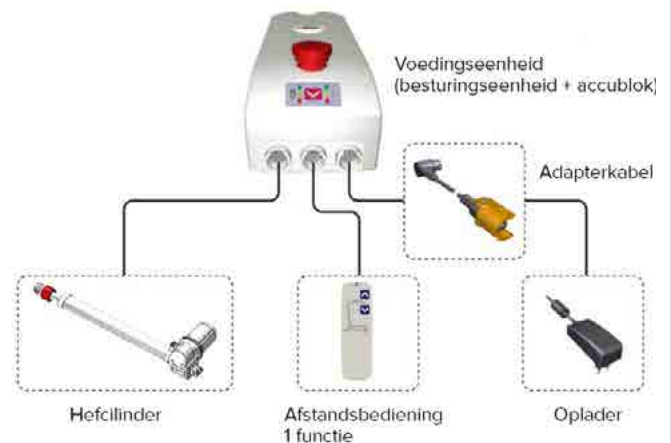 Voedingseenheid
(besturingseenheid + accublok)
Adapterkabel
Hefcilinder
Afstandsbediening
1 functie
Oplader